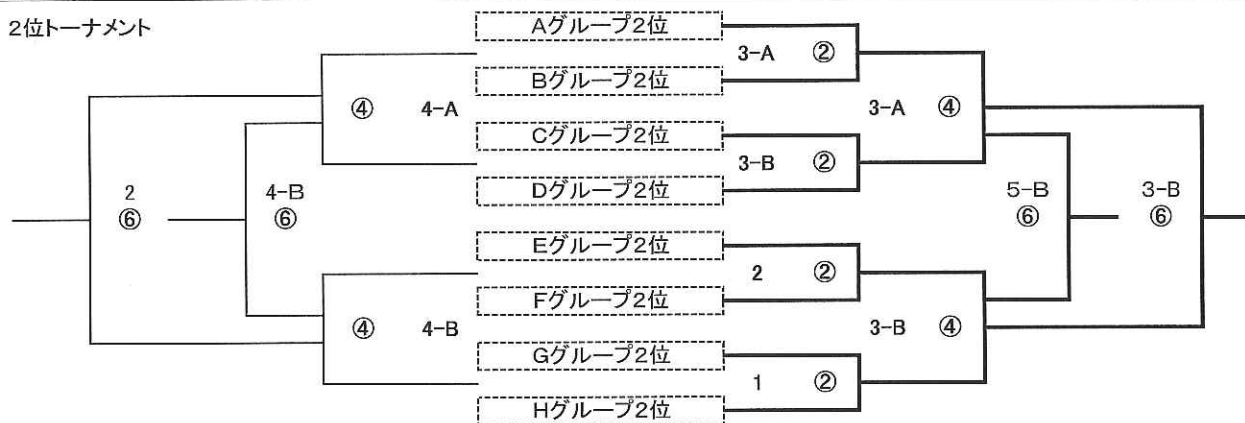 2位トーナメント
Aグループ2位
3-A ②
Bグループ2位
④ 4-A
3-A ④
Cグループ2位
3-B ②
Dグループ2位
2
⑥
4-B
⑥
5-B
⑥
3-B
⑥
Eグループ2位
2 ②
Fグループ2位
④ 4-B
3-B ④
Gグループ2位
1 ②
Hグループ2位